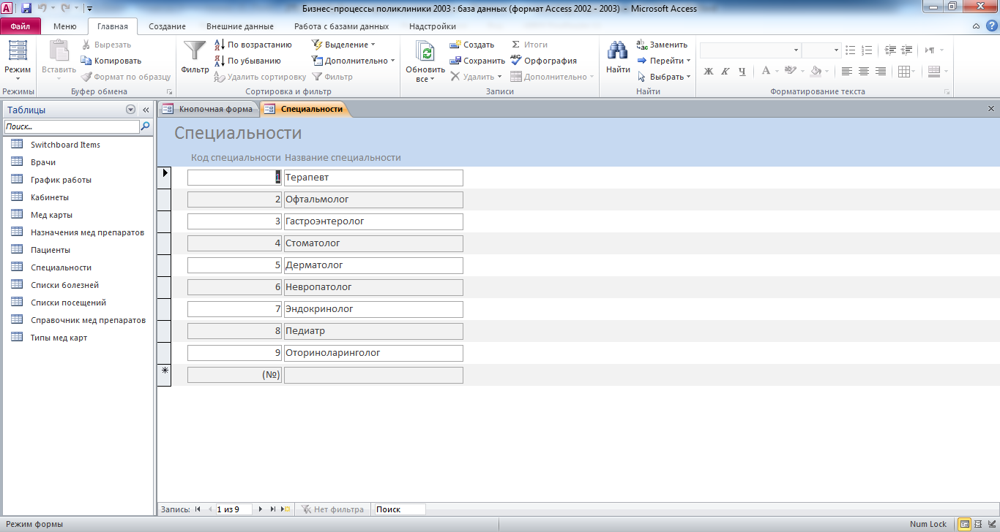 Бизнес-процессы поликлиники 2003 : база данных (формат Access 2002 - 2003) - Microsoft Access
Файл Меню Главная Создание Внешние данные Работа с базами данных Надстройки
Режим
Режимы
Вставить
Вырезать
Копировать
Формат по образцу
Буфер обмена
Фильтр
По возрастанию
По убыванию
Удалить сортировку
Выделение
Дополнительно
Фильтр
Сортировка и фильтр
Обновить
все
Создать
Сохранить
Удалить
Итоги
Орфография
Дополнительно
Записи
Найти
Заменить
Перейти
Выбрать
Найти
Ж К Ч
Форматирование текста
Таблицы
Поиск...
Switchboard Items
Врачи
График работы
Кабинеты
Мед карты
Назначения мед препаратов
Пациенты
Специальности
Списки болезней
Списки посещений
Справочник мед препаратов
Типы мед карт
Кнопочная форма Специальности
Специальности
Код специальности Название специальности
1 Терапевт
2 Офтальмолог
3 Гастроэнтеролог
4 Стоматолог
5 Дерматолог
6 Невропатолог
7 Эндокринолог
8 Педиатр
9 Оториноларинголог
(№)
Запись: 1 из 9 Нет фильтра Поиск
Режим формы Num Lock